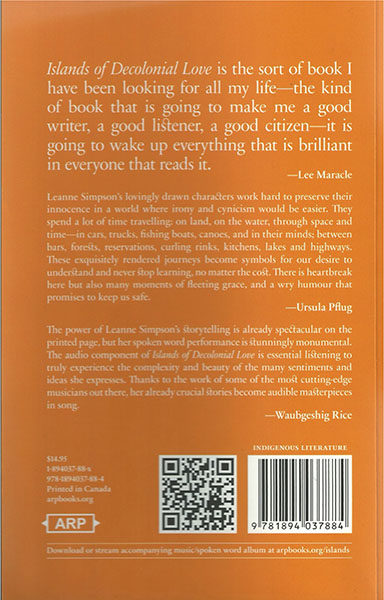 Islands of Decolonial Love is the sort of book I
have been looking for all my life—the kind
of book that is going to make me a good
writer, a good listener, a good citizen—it is
going to wake up everything that is brilliant
in everyone that reads it.
—Lee Maracle
Leanne Simpson's lovingly drawn characters work hard to preserve their
innocence in a world where irony and cynicism would be easier. They
spend a lot of time travelling: on land, on the water, through space and
time—in cars, trucks, fishing boats, canoes, and in their minds; between
bars, forests, reservations, curling rinks, kitchens, lakes and highways.
These exquisitely rendered journeys become symbols for our desire to
understand and never stop learning, no matter the cost. There is heartbreak
here but also many moments of fleeting grace, and a wry humour that
promises to keep us safe.
—Ursula Pflug
The power of Leanne Simpson's storytelling is already spectacular on the
printed page, but her spoken word performance is stunningly monumental.
The audio component of Islands of Decolonial Love is essential listening to
truly experience the complexity and beauty of the many sentiments and
ideas she expresses. Thanks to the work of some of the most cutting-edge
musicians out there, her already crucial stories become audible masterpieces
in song.
—Waubgeshig Rice
INDIGENOUS LITERATURE
$14.95
1-894037-88-x
978-1894037-88-4
Printed in Canada
arpbooks.org
ARP
9 781894 037884
Download or stream accompanying music/spoken word album at arpbooks.org/islands